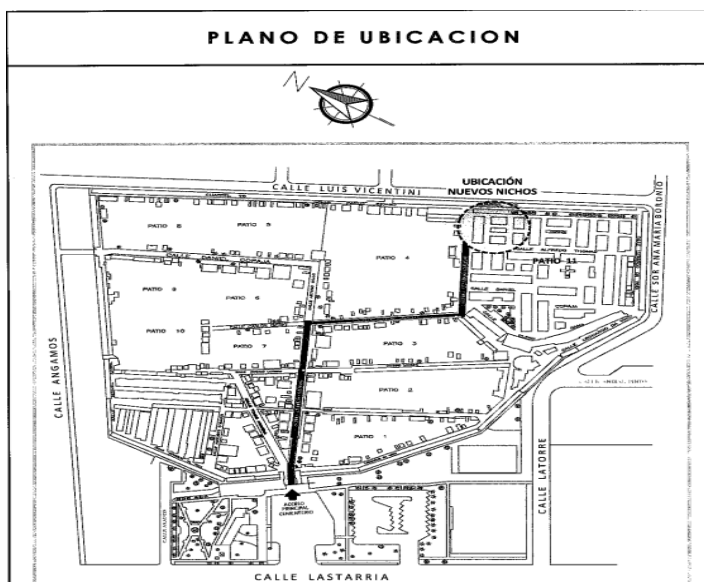 PLANO DE UBICACION
N
CALLE LUIS VICENTINI
UBICACIÓN
NUEVOS NICHOS
CALLE SOR ANA MARIA BORONIO
PATIO 8
PATIO 5
PATIO 4
PATIO 11
PATIO 9
PATIO 6
PATIO 10
PATIO 7
PATIO 3
PATIO 2
PATIO 1
CALLE ANGAMOS
CALLE LATORRE
ACCESO
PRINCIPAL
CEMENTERIO
CALLE LASTARRIA